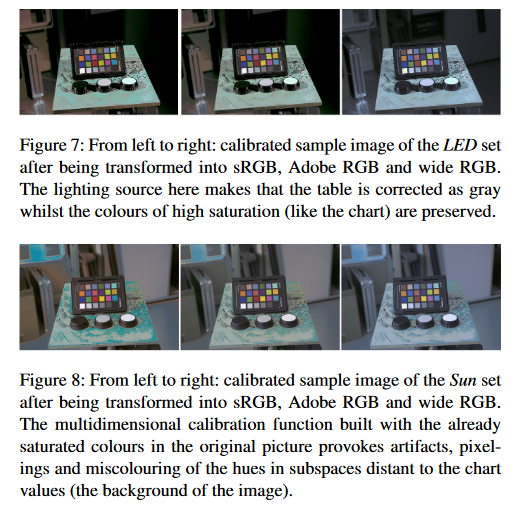 Figure 7: From left to right: calibrated sample image of the LED set
after being transformed into sRGB, Adobe RGB and wide RGB.
The lighting source here makes that the table is corrected as gray
whilst the colours of high saturation (like the chart) are preserved.
Figure 8: From left to right: calibrated sample image of the Sun set
after being transformed into sRGB, Adobe RGB and wide RGB.
The multidimensional calibration function built with the already
saturated colours in the original picture provokes artifacts, pixel-
ings and miscolouring of the hues in subspaces distant to the chart
values (the background of the image).